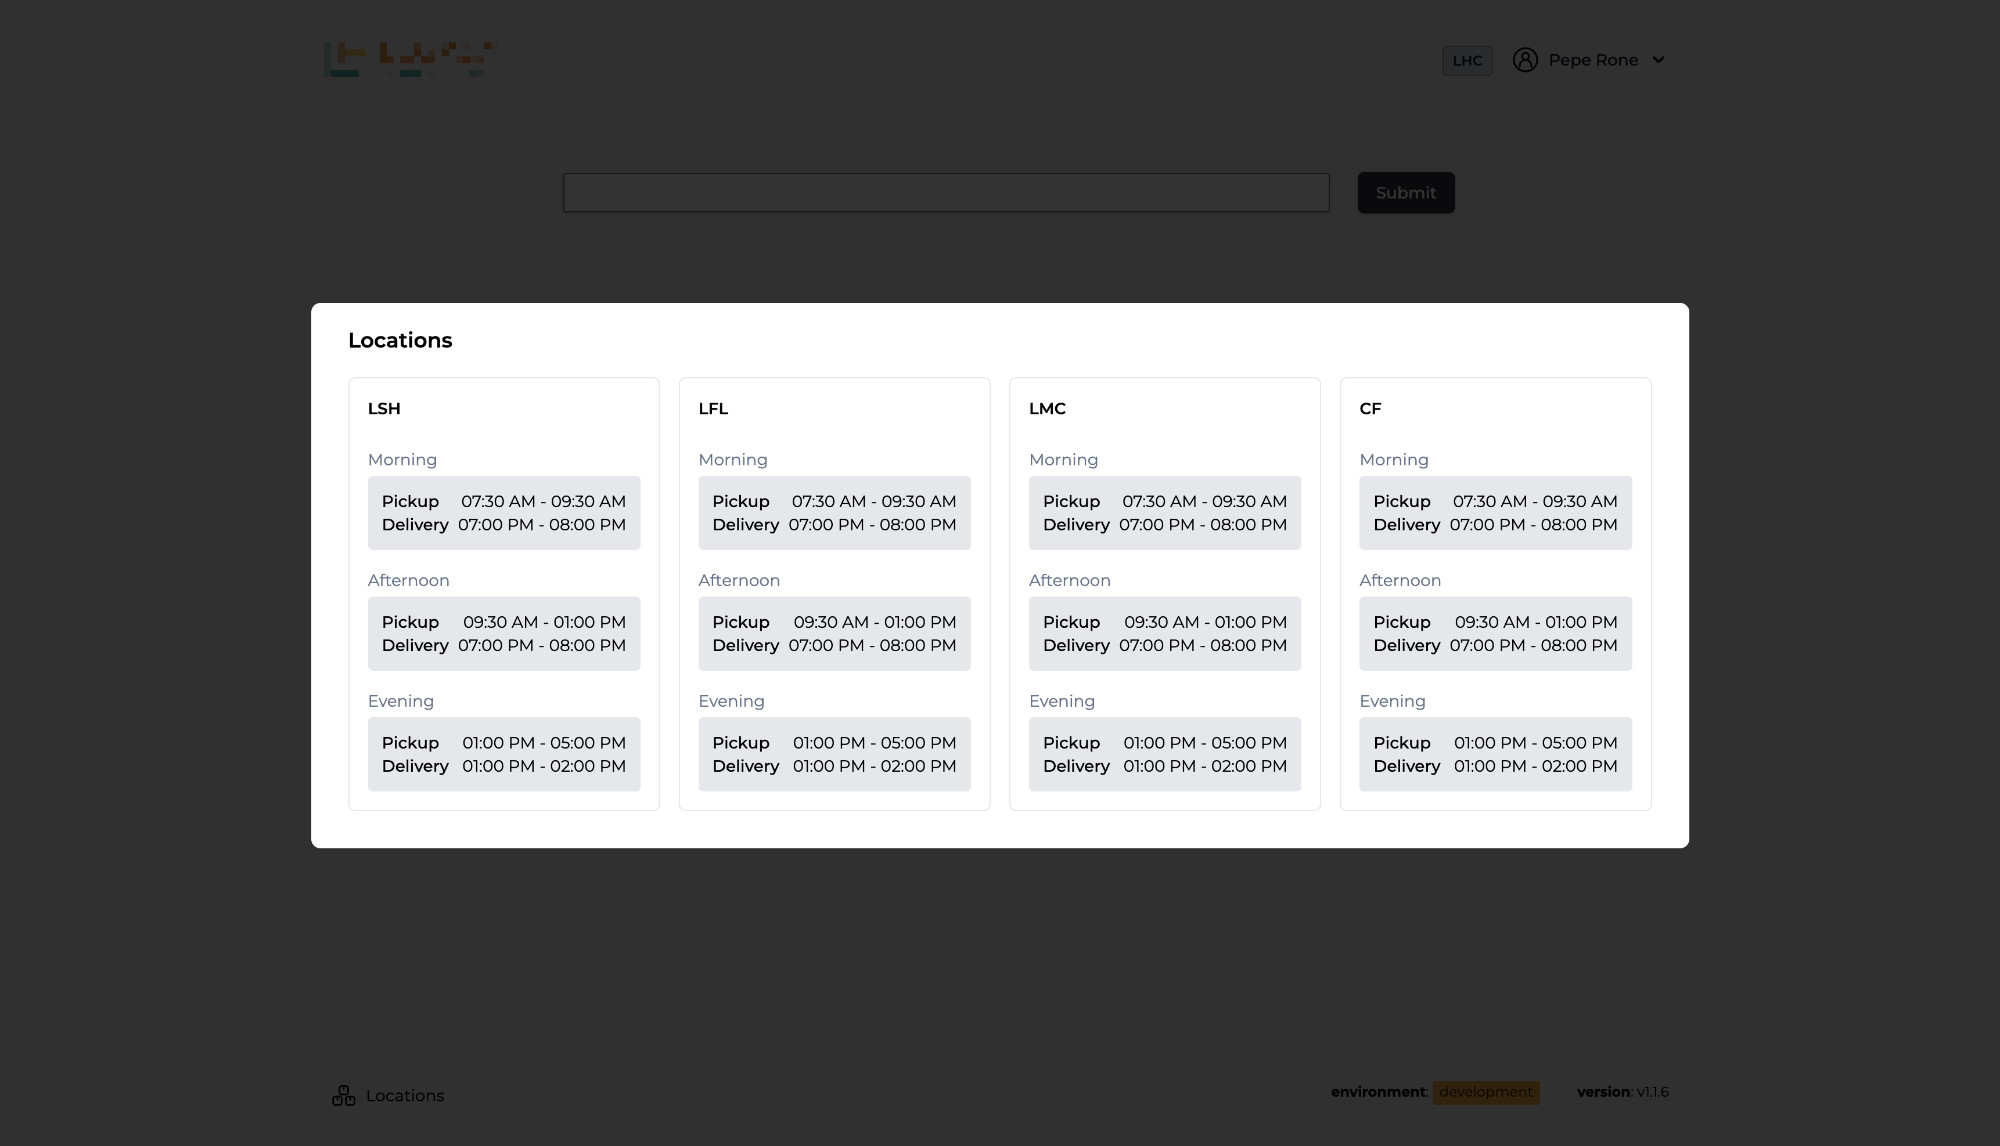 LHC
Pepe Rone
Submit
Locations
LSH
Morning
Pickup 07:30 AM - 09:30 AM
Delivery 07:00 PM - 08:00 PM
Afternoon
Pickup 09:30 AM - 01:00 PM
Delivery 07:00 PM - 08:00 PM
Evening
Pickup 01:00 PM - 05:00 PM
Delivery 01:00 PM - 02:00 PM
LFL
Morning
Pickup 07:30 AM - 09:30 AM
Delivery 07:00 PM - 08:00 PM
Afternoon
Pickup 09:30 AM - 01:00 PM
Delivery 07:00 PM - 08:00 PM
Evening
Pickup 01:00 PM - 05:00 PM
Delivery 01:00 PM - 02:00 PM
LMC
Morning
Pickup 07:30 AM - 09:30 AM
Delivery 07:00 PM - 08:00 PM
Afternoon
Pickup 09:30 AM - 01:00 PM
Delivery 07:00 PM - 08:00 PM
Evening
Pickup 01:00 PM - 05:00 PM
Delivery 01:00 PM - 02:00 PM
CF
Morning
Pickup 07:30 AM - 09:30 AM
Delivery 07:00 PM - 08:00 PM
Afternoon
Pickup 09:30 AM - 01:00 PM
Delivery 07:00 PM - 08:00 PM
Evening
Pickup 01:00 PM - 05:00 PM
Delivery 01:00 PM - 02:00 PM
Locations
environment: development version: v1.1.6